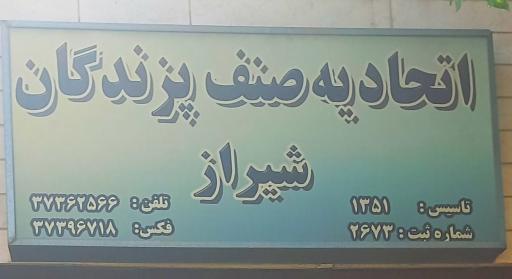 اتحادیه صنف پزندگان
شیراز
تاسیس: ۱۳۵۱ تلفن: ۳۷۳۶۲۵۶۶
شماره ثبت: ۲۶۷۳ فکس: ۳۷۳۹۶۷۱۸